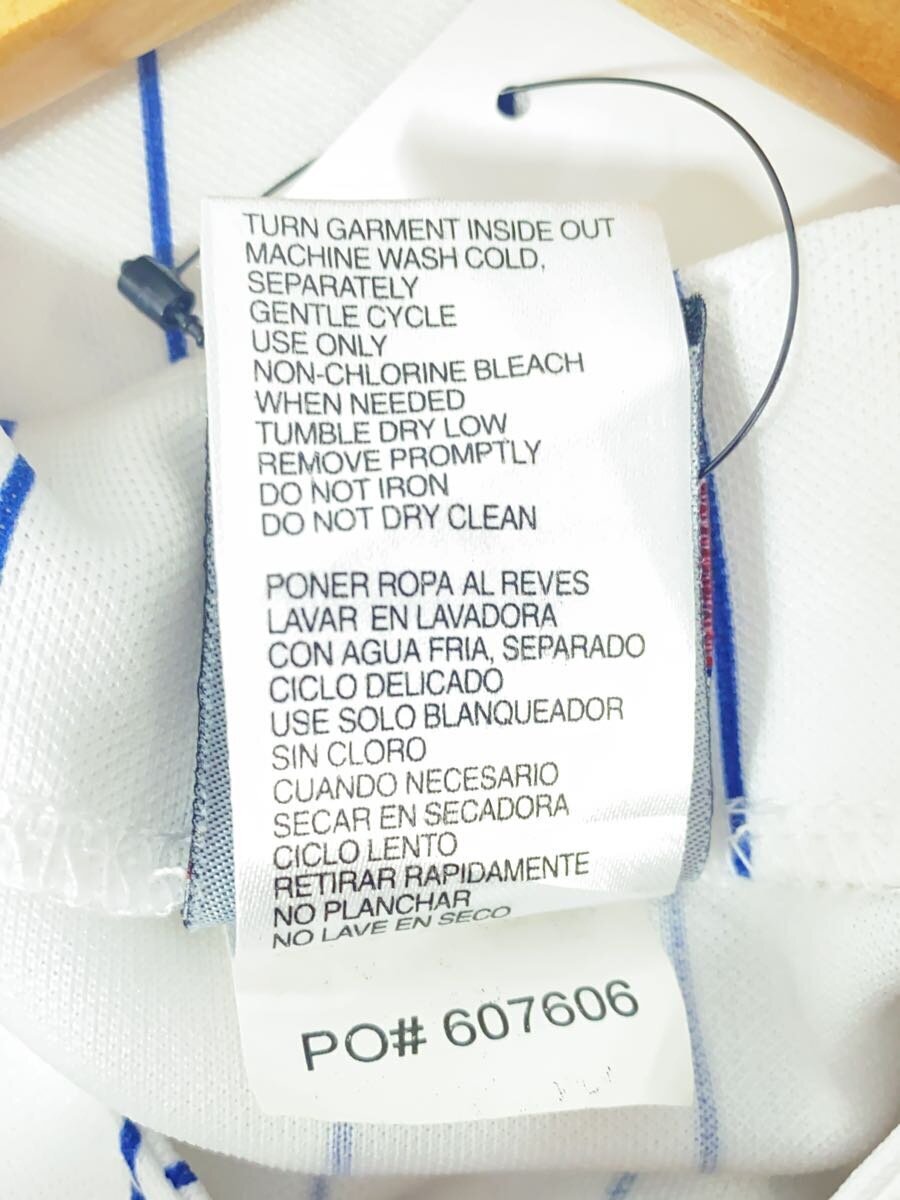 TURN GARMENT INSIDE OUT
MACHINE WASH COLD,
SEPARATELY
GENTLE CYCLE
USE ONLY
NON-CHLORINE BLEACH
WHEN NEEDED
TUMBLE DRY LOW
REMOVE PROMPTLY
DO NOT IRON
DO NOT DRY CLEAN
PONER ROPA AL REVES
LAVAR EN LAVADORA
CON AGUA FRIA, SEPARADO
CICLO DELICADO
USE SOLO BLANQUEADOR
SIN CLORO
CUANDO NECESARIO
SECAR EN SECADORA
CICLO LENTO
RETIRAR RAPIDAMENTE
NO PLANCHAR
NO LAVE EN SECO
PO# 607606